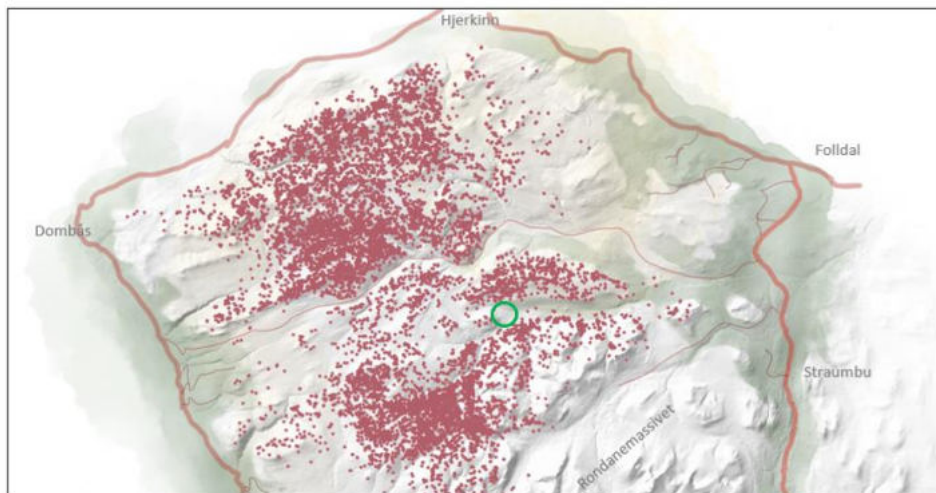 Hjerkinn
Folldal
Dombås
Straumbu
Rondanemassivet